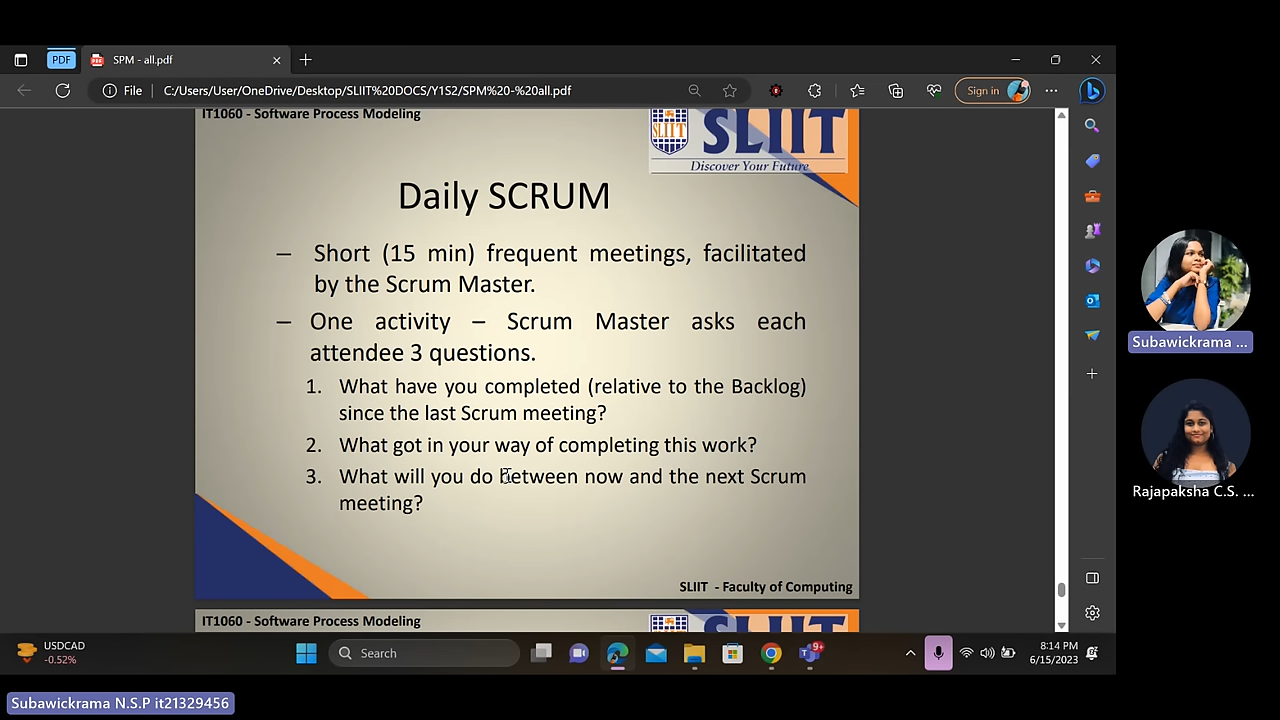 PDF
SPM - all.pdf
File
C:/Users/User/OneDrive/Desktop/SLIIT%20DOCS/Y1S2/SPM%20-%20all.pdf
Sign in
IT1060 - Software Process Modeling
SLIIT
SLIIT
Discover Your Future
Daily SCRUM
– Short (15 min) frequent meetings, facilitated
by the Scrum Master.
– One activity – Scrum Master asks each
attendee 3 questions.
1. What have you completed (relative to the Backlog)
since the last Scrum meeting?
2. What got in your way of completing this work?
3. What will you do between now and the next Scrum
meeting?
SLIIT - Faculty of Computing
IT1060 - Software Process Modeling
SLIIT
Subawickrama ...
Rajapaksha C.S. ...
USDCAD
-0.52%
Search
9+
8:14 PM
6/15/2023
Subawickrama N.S.P it21329456